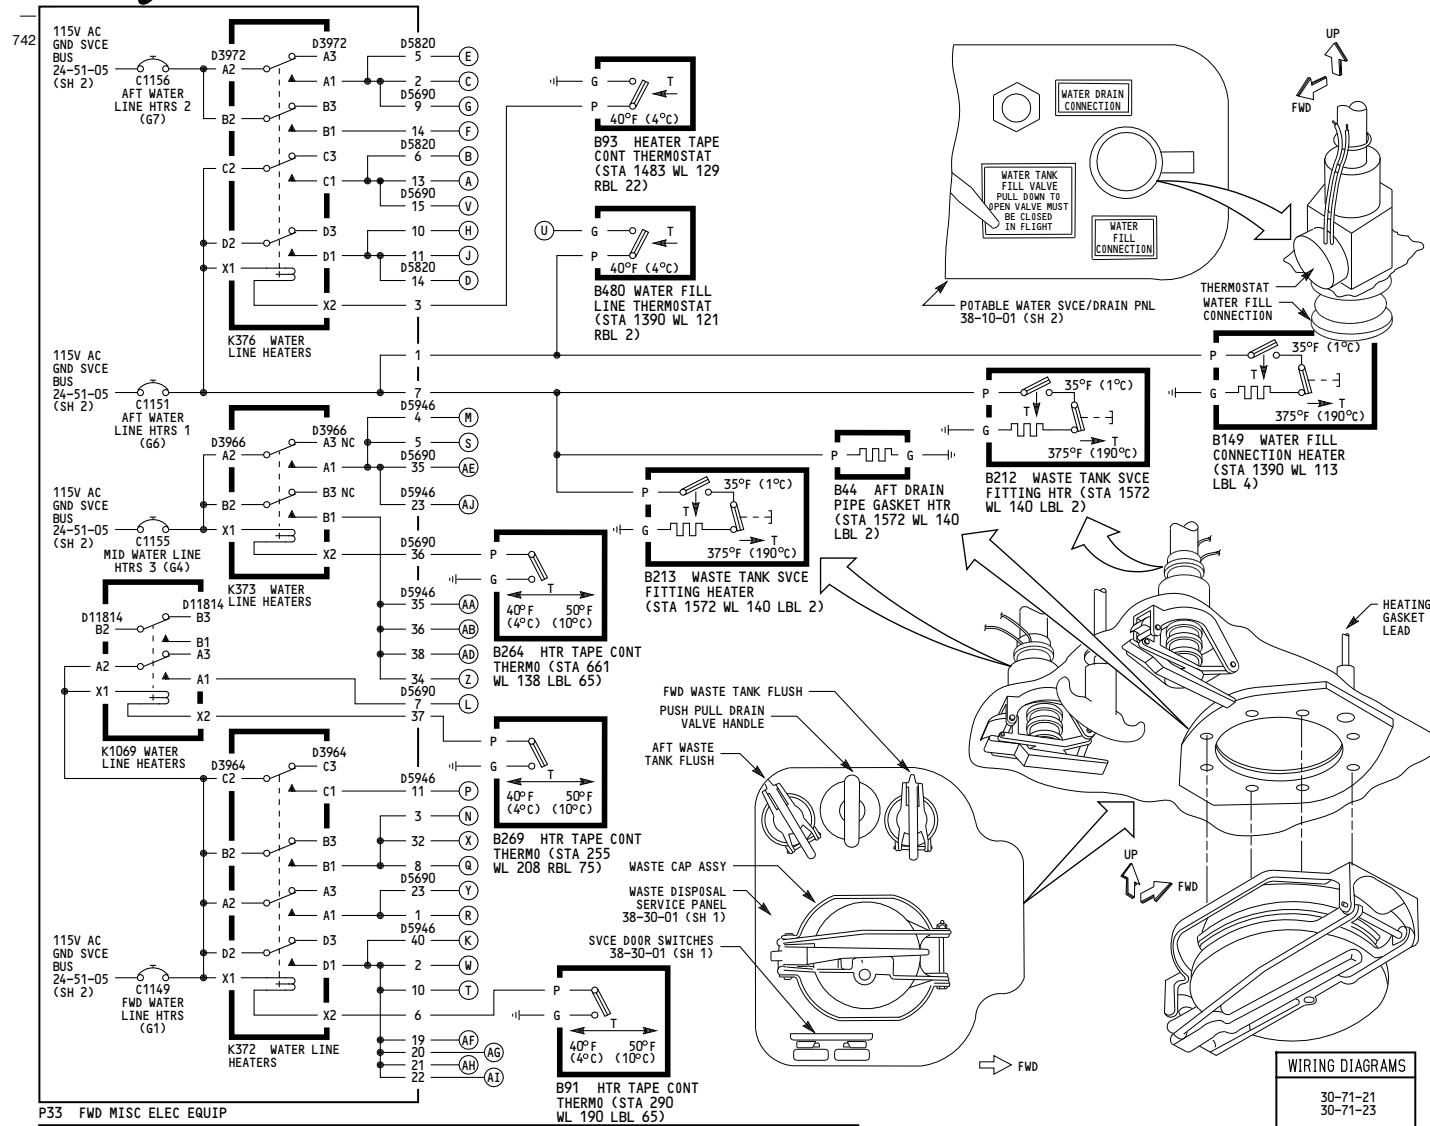 742
115V AC
GND SVCE
BUS
24-51-05
(SH 2)
C1156
AFT WATER
LINE HTRS 2
(G7)
D3972
A2
B2
C2
D2
X1
D3972
A3
A1
B3
B1
C3
C1
D3
D1
X2
K376 WATER
LINE HEATERS
D5820
5 E
2 C
D5690
9 G
14 F
D5820
6 B
13 A
D5690
15 V
10 H
11 J
D5820
14 D
3
1
7
115V AC
GND SVCE
BUS
24-51-05
(SH 2)
C1151
AFT WATER
LINE HTRS 1
(G6)
D3966
A2
B2
X1
D3966
A3 NC
A1
B3 NC
B1
X2
K373 WATER
LINE HEATERS
D5946
4 M
5 S
D5690
35 AE
D5946
23 AJ
D5690
36
D5946
35 AA
36 AB
38 AD
34 Z
D5690
7 L
37
115V AC
GND SVCE
BUS
24-51-05
(SH 2)
C1155
MID WATER LINE
HTRS 3 (G4)
D11814
B2
A2
X1
D11814
B3
B1
A3
A1
X2
K1069 WATER
LINE HEATERS
D3964
C2
B2
A2
D2
X1
D3964
C3
C1
B3
B1
A3
A1
D3
D1
X2
K372 WATER LINE
HEATERS
D5946
11 P
3 N
32 X
8 Q
D5690
23 Y
1 R
D5946
40 K
2 W
10 T
6
19 AF
20 AG
21 AH
22 AI
115V AC
GND SVCE
BUS
24-51-05
(SH 2)
C1149
FWD WATER
LINE HTRS
(G1)
P33 FWD MISC ELEC EQUIP
G
P
T
40°F (4°C)
B93 HEATER TAPE
CONT THERMOSTAT
(STA 1483 WL 129
RBL 22)
U
G
P
T
40°F (4°C)
B480 WATER FILL
LINE THERMOSTAT
(STA 1390 WL 121
RBL 2)
P
G
T
40°F 50°F
(4°C) (10°C)
B264 HTR TAPE CONT
THERMO (STA 661
WL 138 LBL 65)
P
G
T
40°F 50°F
(4°C) (10°C)
B269 HTR TAPE CONT
THERMO (STA 255
WL 208 RBL 75)
P
G
T
40°F 50°F
(4°C) (10°C)
B91 HTR TAPE CONT
THERMO (STA 290
WL 190 LBL 65)
P
G
35°F (1°C)
T
T
375°F (190°C)
B213 WASTE TANK SVCE
FITTING HEATER
(STA 1572 WL 140 LBL 2)
P G
B44 AFT DRAIN
PIPE GASKET HTR
(STA 1572 WL 140
LBL 2)
P
G
35°F (1°C)
T
T
375°F (190°C)
B212 WASTE TANK SVCE
FITTING HTR (STA 1572
WL 140 LBL 2)
P
G
35°F (1°C)
T
T
375°F (190°C)
B149 WATER FILL
CONNECTION HEATER
(STA 1390 WL 113
LBL 4)
WATER DRAIN
CONNECTION
WATER TANK
FILL VALVE
PULL DOWN TO
OPEN VALVE MUST
BE CLOSED
IN FLIGHT
WATER
FILL
CONNECTION
POTABLE WATER SVCE/DRAIN PNL
38-10-01 (SH 2)
UP
FWD
THERMOSTAT
WATER FILL
CONNECTION
HEATING
GASKET
LEAD
FWD WASTE TANK FLUSH
PUSH PULL DRAIN
VALVE HANDLE
AFT WASTE
TANK FLUSH
WASTE CAP ASSY
WASTE DISPOSAL
SERVICE PANEL
38-30-01 (SH 1)
SVCE DOOR SWITCHES
38-30-01 (SH 1)
FWD
UP
FWD
WIRING DIAGRAMS
30-71-21
30-71-23